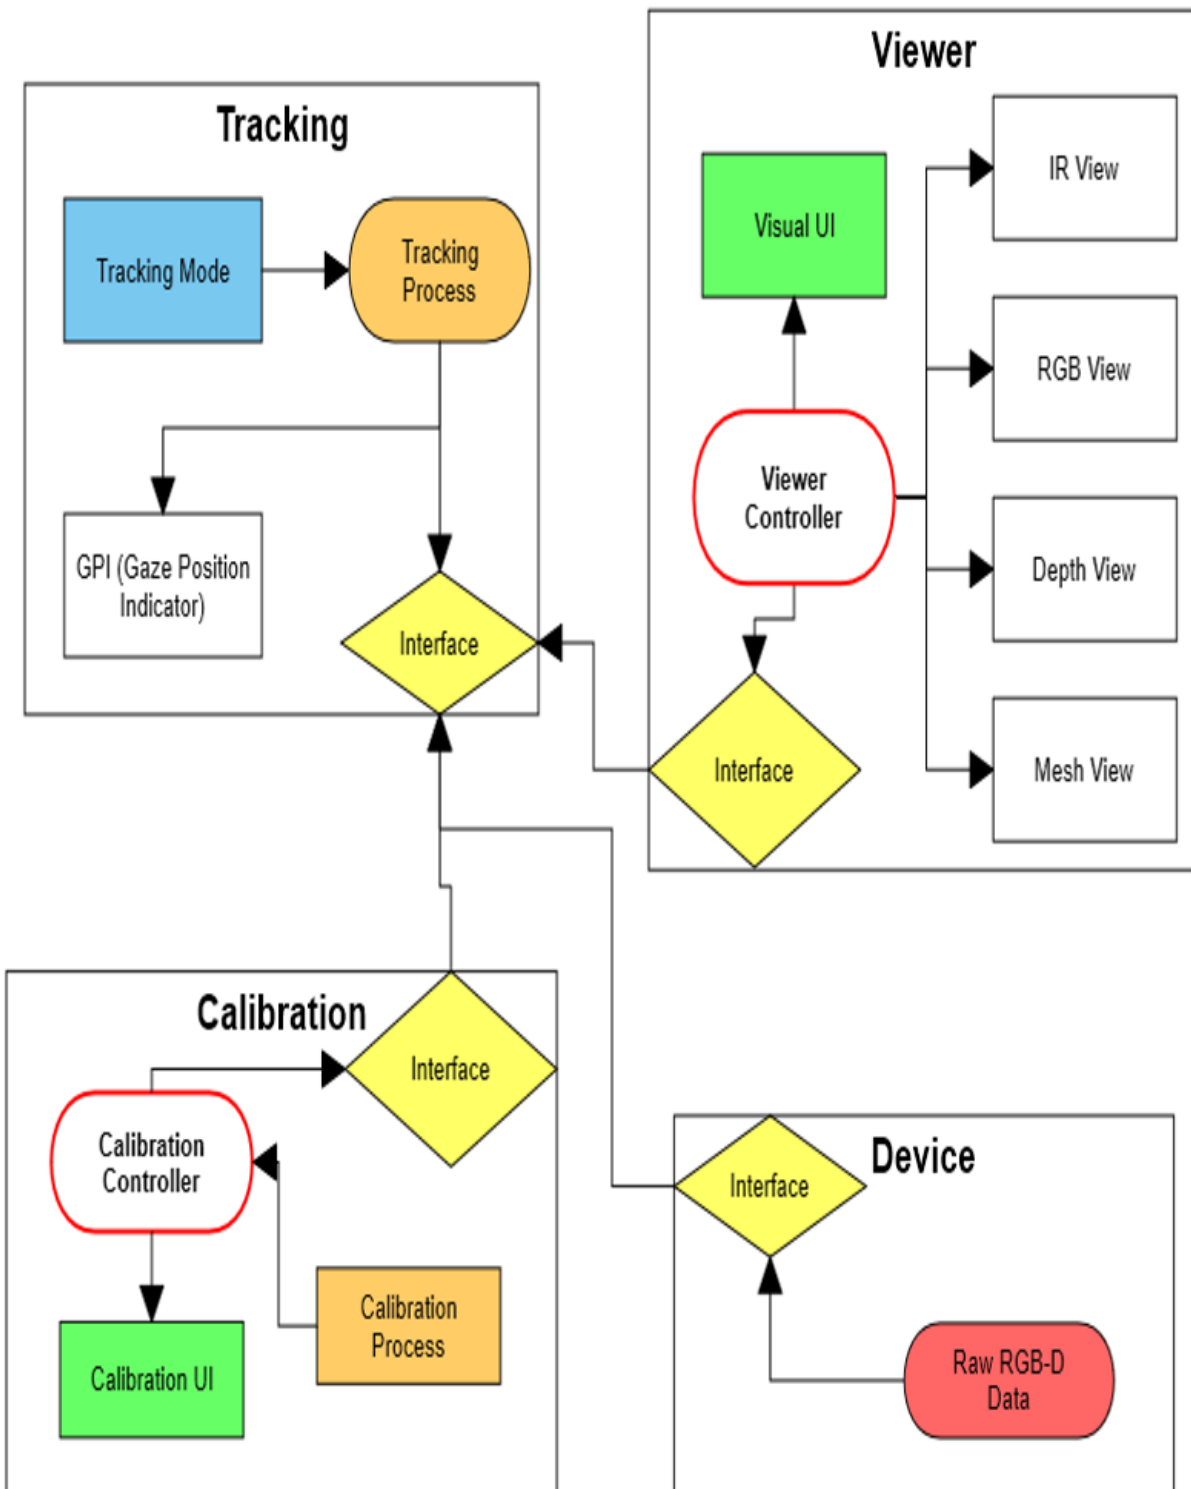 Viewer
IR View
Visual UI
RGB View
Viewer
Controller
Depth View
Interface
Mesh View
Tracking
Tracking Mode
Tracking
Process
GPI (Gaze Position
Indicator)
Interface
Calibration
Interface
Calibration
Controller
Calibration
Process
Calibration UI
Device
Interface
Raw RGB-D
Data